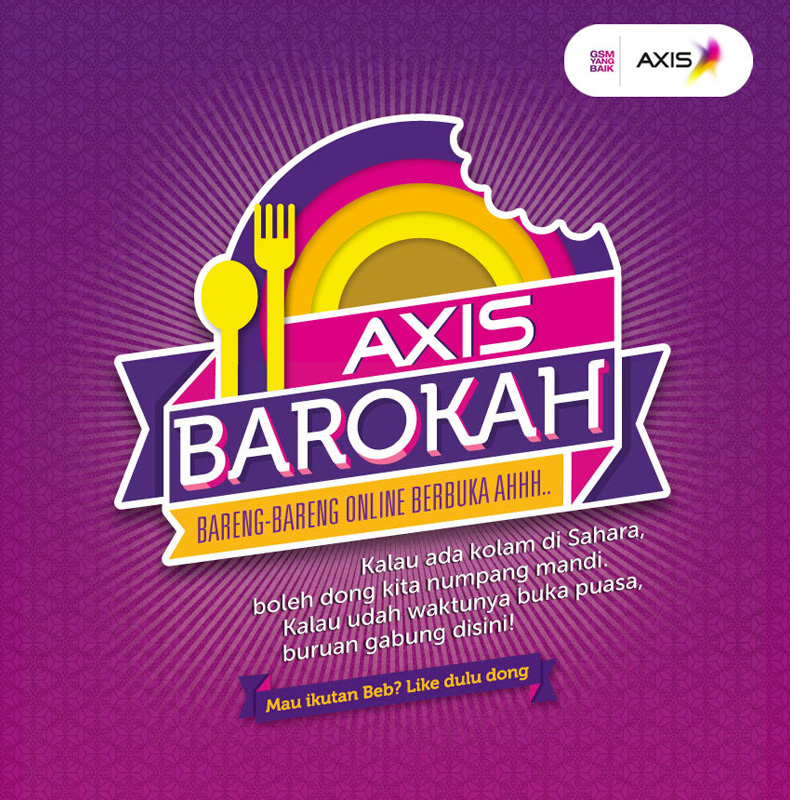 GSM
YANG
BAIK
AXIS
AXIS
BAROKAH
BARENG-BARENG ONLINE BERBUKA AHHH..
Kalau ada kolam di Sahara,
boleh dong kita numpang mandi.
Kalau udah waktunya buka puasa,
buruan gabung disini!
Mau ikutan Beb? Like dulu dong